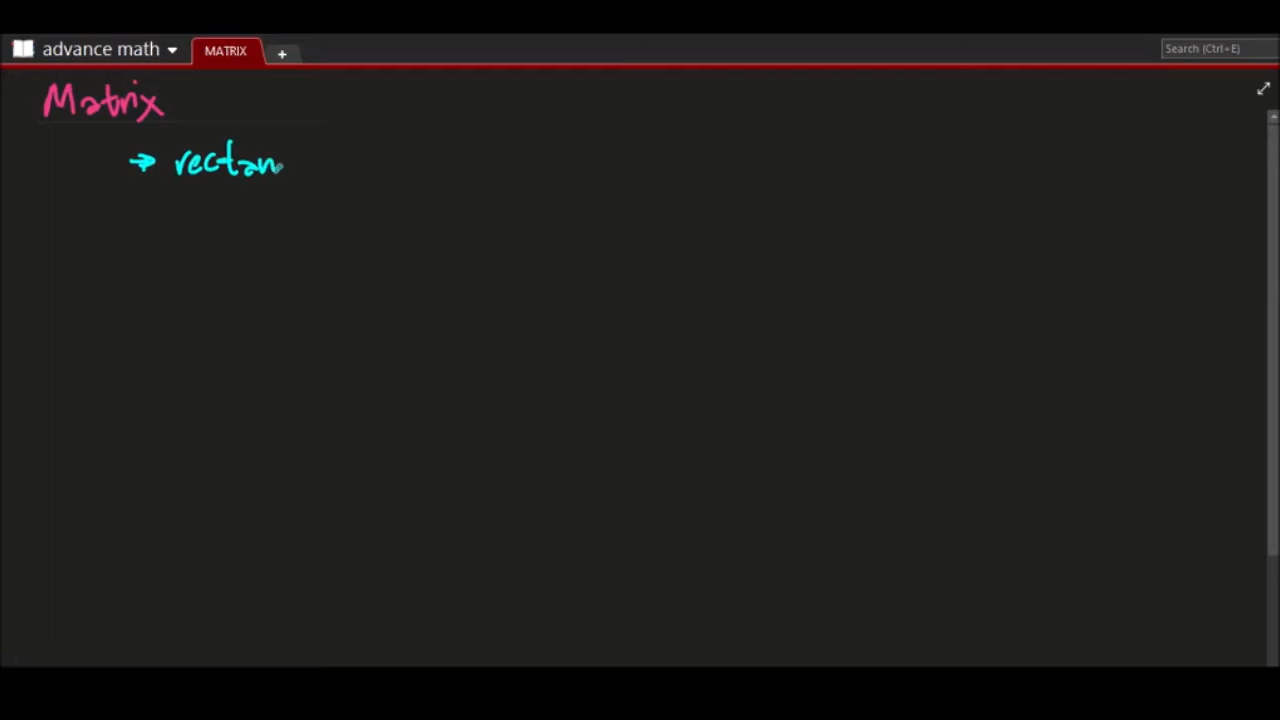 advance math
MATRIX
+
Search (Ctrl+E)
Matrix
→ rectan